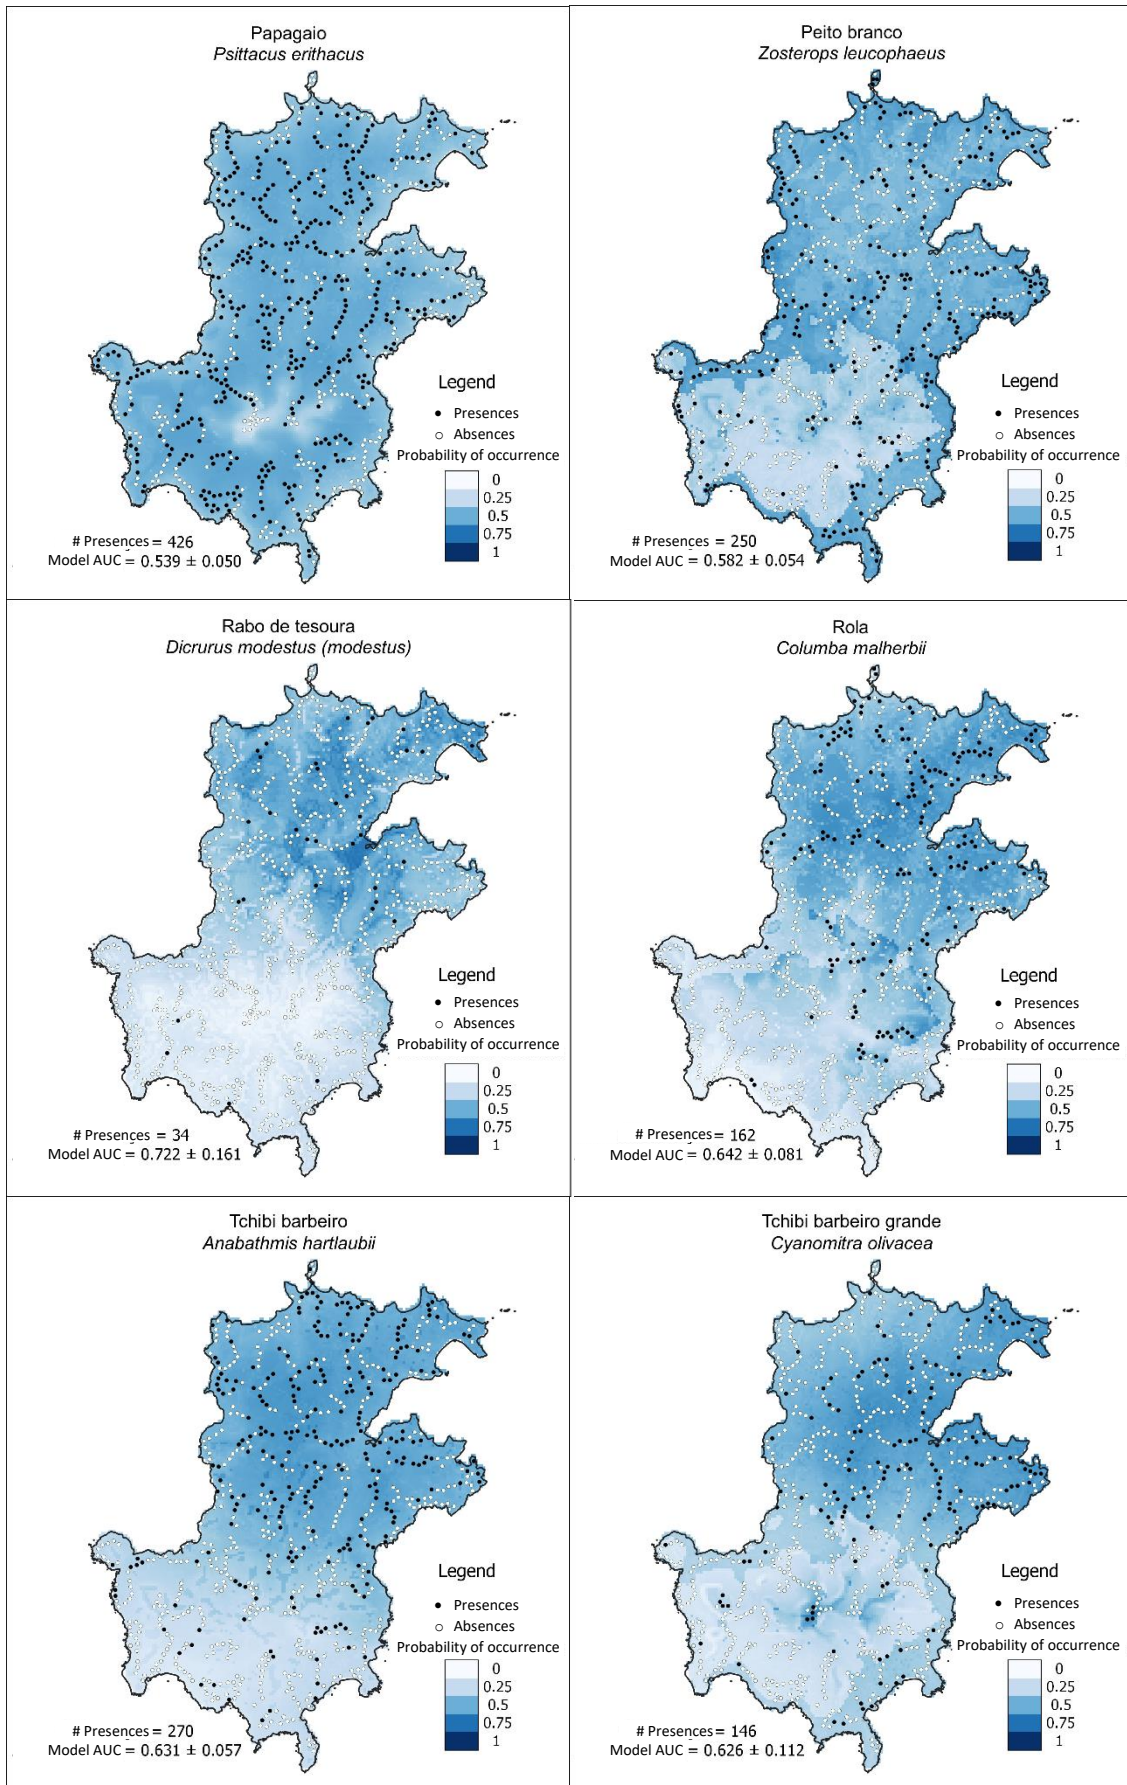 Papagaio
Psittacus erithacus
Legend
Presences
Absences
Probability of occurrence
0
0.25
0.5
0.75
1
# Presences = 426
Model AUC = 0.539 ± 0.050
Peito branco
Zosterops leucophaeus
Legend
Presences
Absences
Probability of occurrence
0
0.25
0.5
0.75
1
# Presences = 250
Model AUC = 0.582 ± 0.054
Rabo de tesoura
Dicrurus modestus (modestus)
Legend
Presences
Absences
Probability of occurrence
0
0.25
0.5
0.75
1
# Presences = 34
Model AUC = 0.722 ± 0.161
Rola
Columba malherbii
Legend
Presences
Absences
Probability of occurrence
0
0.25
0.5
0.75
1
# Presences = 162
Model AUC = 0.642 ± 0.081
Tchibi barbeiro
Anabathmis hartlaubii
Legend
Presences
Absences
Probability of occurrence
0
0.25
0.5
0.75
1
# Presences = 270
Model AUC = 0.631 ± 0.057
Tchibi barbeiro grande
Cyanomitra olivacea
Legend
Presences
Absences
Probability of occurrence
0
0.25
0.5
0.75
1
# Presences = 146
Model AUC = 0.626 ± 0.112